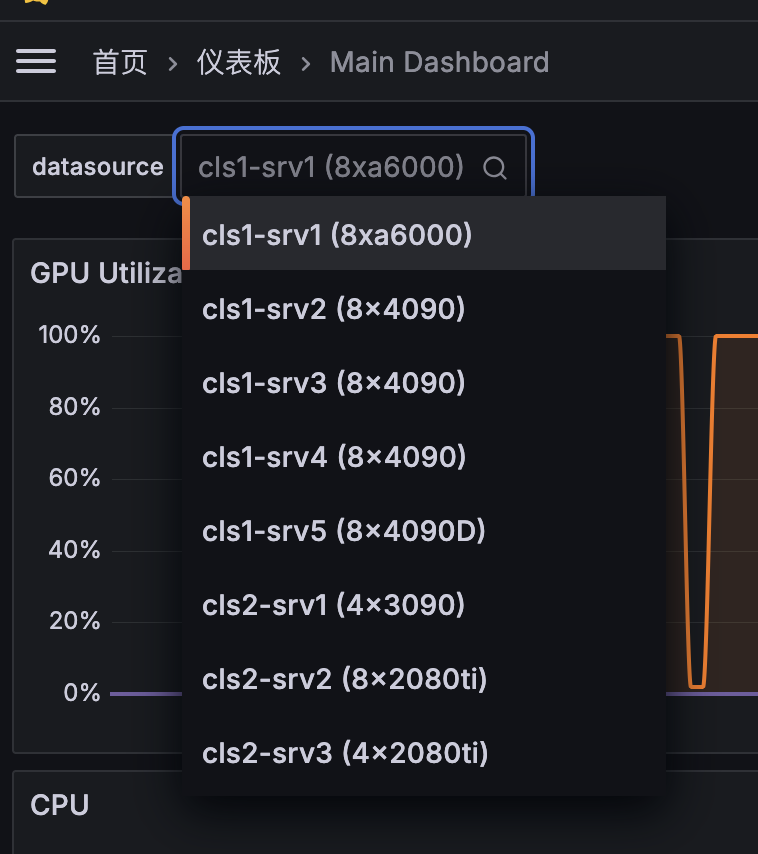 首页 › 仪表板 › Main Dashboard
datasource cls1-srv1 (8xa6000)
cls1-srv1 (8xa6000)
cls1-srv2 (8×4090)
cls1-srv3 (8×4090)
cls1-srv4 (8×4090)
cls1-srv5 (8×4090D)
cls2-srv1 (4×3090)
cls2-srv2 (8×2080ti)
cls2-srv3 (4×2080ti)
GPU Utiliza
100%
80%
60%
40%
20%
0%
CPU